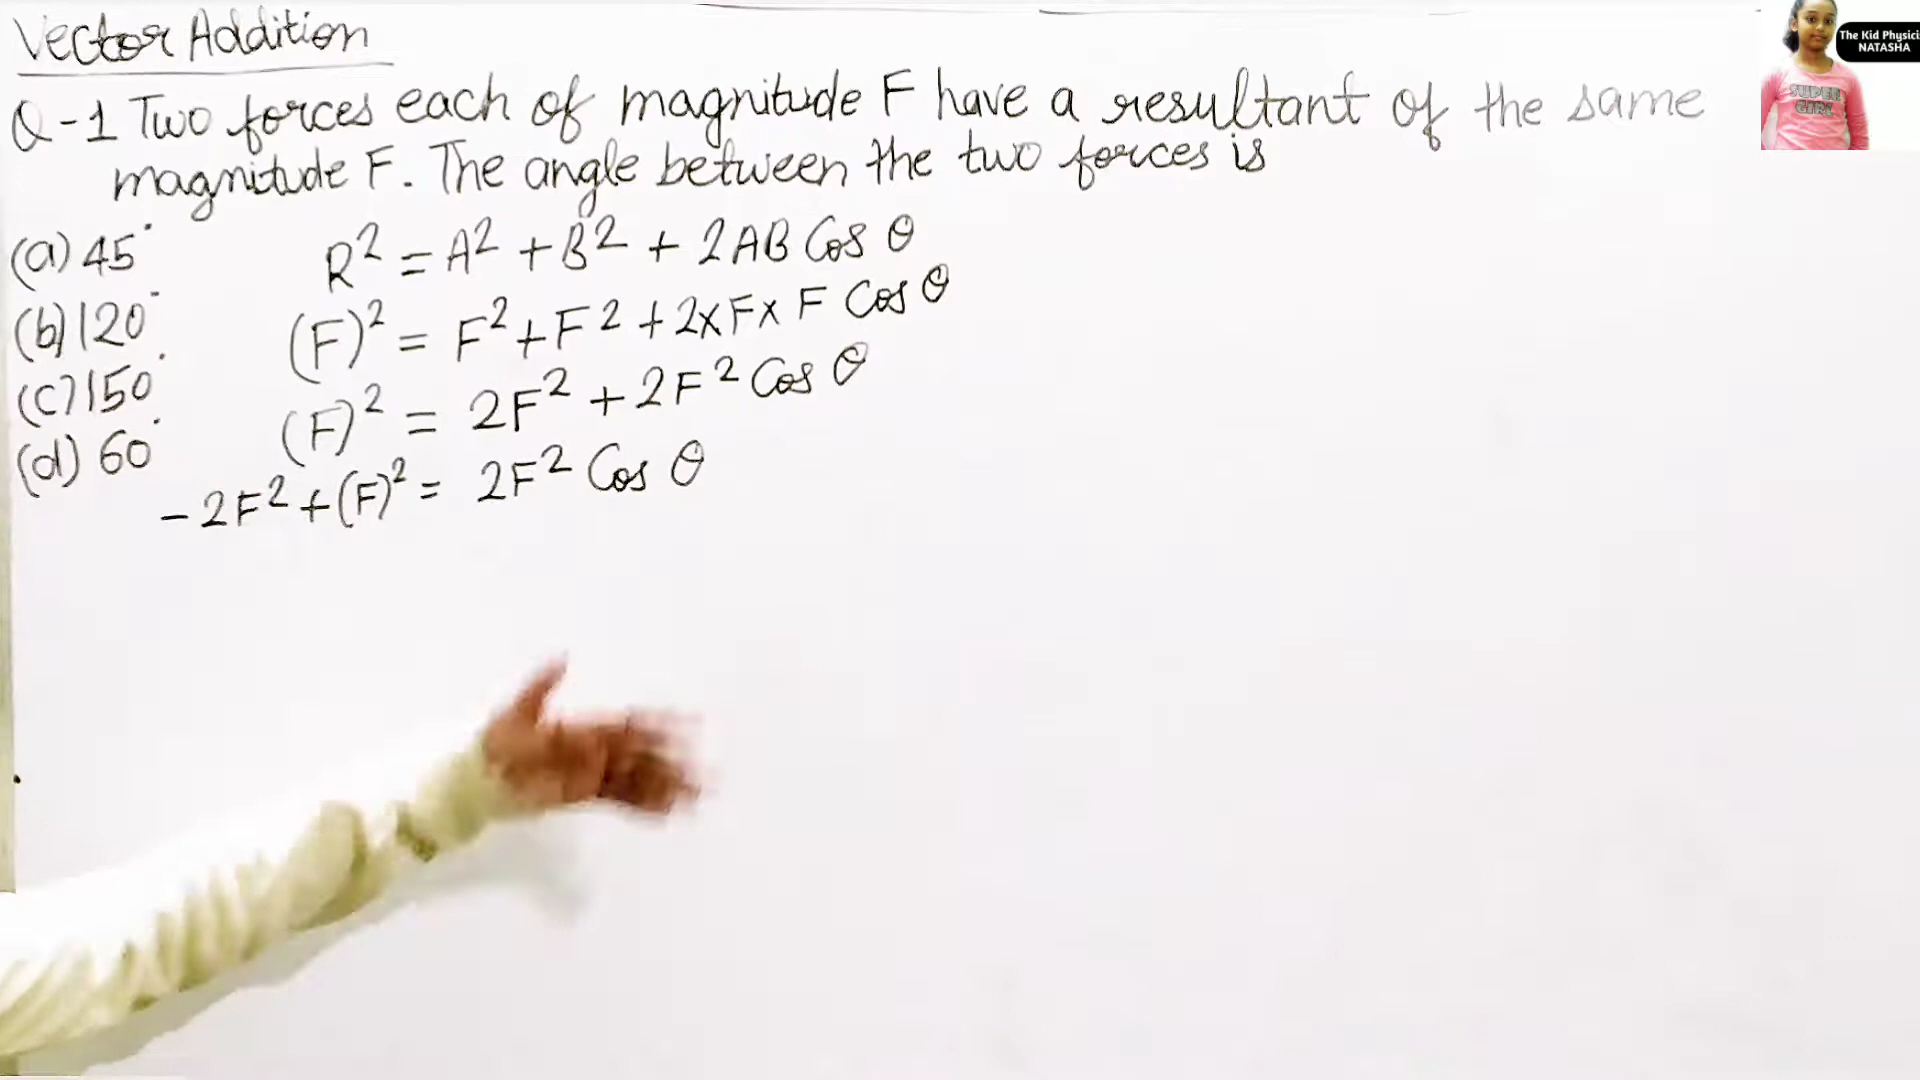 Vector Addition
The Kid Physici
NATASHA
SUPER
GIRL
Q-1 Two forces each of magnitude F have a resultant of the same
magnitude F. The angle between the two forces is
(a) 45°
(b) 120°
(c) 150°
(d) 60°
R² = A² + B² + 2AB Cos θ
(F)² = F² + F² + 2×F× F Cos θ
(F)² = 2F² + 2F² Cos θ
-2F² + (F)² = 2F² Cos θ